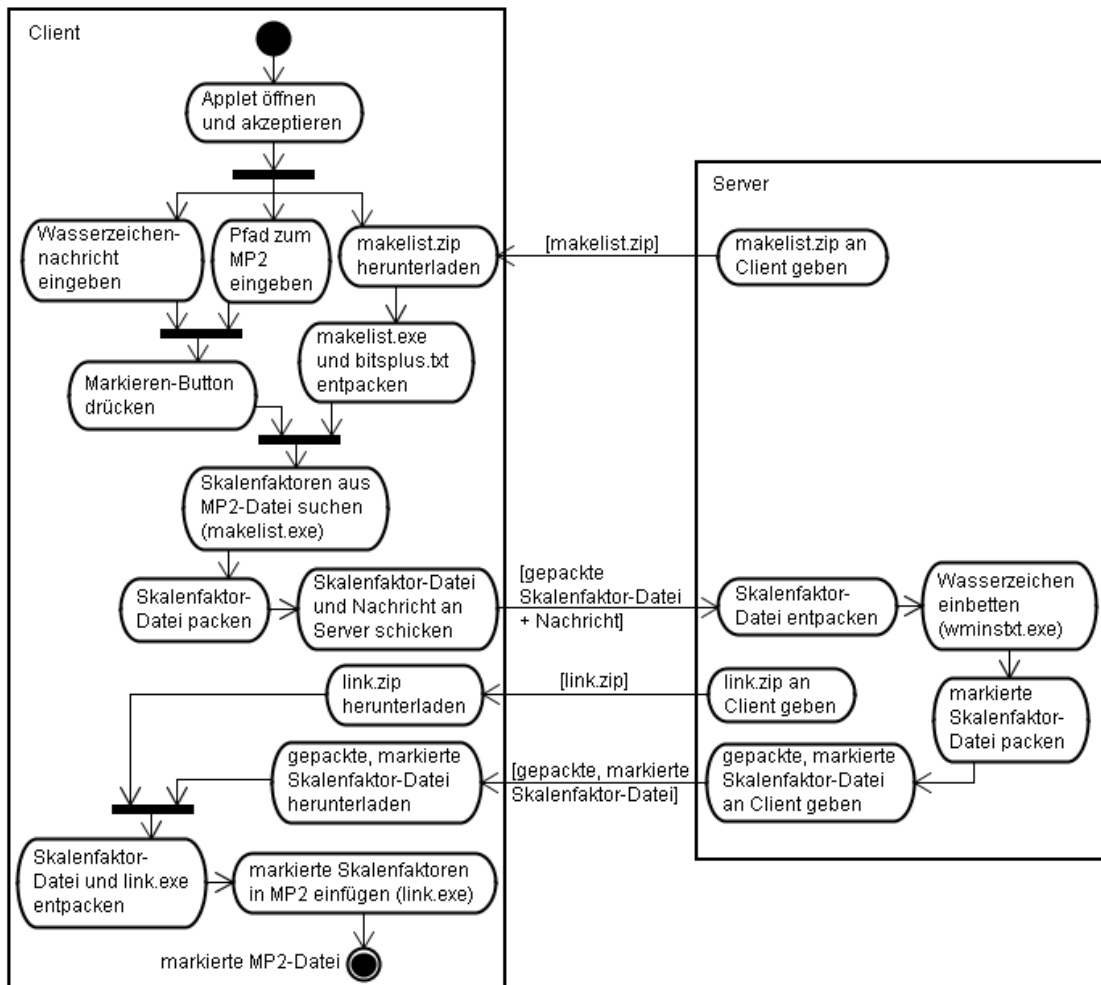 Client
Applet öffnen
und akzeptieren
Server
Wasserzeichen-
nachricht
eingeben
Pfad zum
MP2
eingeben
makelist.zip
herunterladen
[makelist.zip]
makelist.zip an
Client geben
makelist.exe
und bitsplus.txt
entpacken
Markieren-Button
drücken
Skalenfaktoren aus
MP2-Datei suchen
(makelist.exe)
Skalenfaktor-
Datei packen
Skalenfaktor-Datei
und Nachricht an
Server schicken
[gepackte
Skalenfaktor-Datei
+ Nachricht]
Skalenfaktor-
Datei entpacken
Wasserzeichen
einbetten
(wminstxt.exe)
link.zip
herunterladen
[link.zip]
link.zip an
Client geben
markierte
Skalenfaktor-
Datei packen
gepackte, markierte
Skalenfaktor-Datei
herunterladen
[gepackte, markierte
Skalenfaktor-Datei]
gepackte, markierte
Skalenfaktor-Datei
an Client geben
Skalenfaktor-
Datei und link.exe
entpacken
markierte Skalenfaktoren
in MP2 einfügen (link.exe)
markierte MP2-Datei